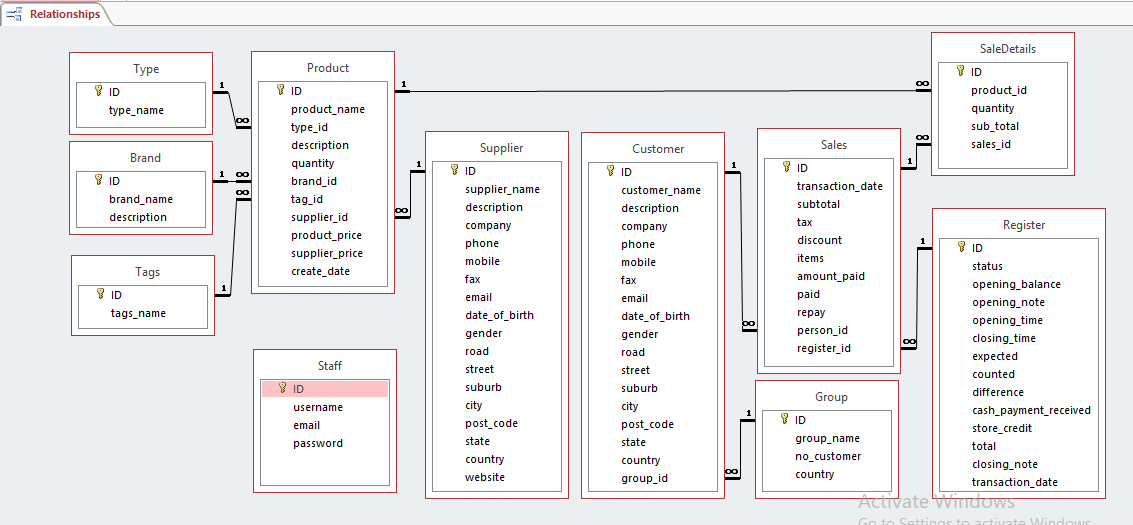 Relationships
Type
ID
type_name
1
∞
Brand
ID
brand_name
description
1
∞
Tags
ID
tags_name
1
∞
Product
ID
product_name
type_id
description
quantity
brand_id
tag_id
supplier_id
product_price
supplier_price
create_date
1
∞
Staff
ID
username
email
password
Supplier
ID
supplier_name
description
company
phone
mobile
fax
email
date_of_birth
gender
road
street
suburb
city
post_code
state
country
website
1
∞
Customer
ID
customer_name
description
company
phone
mobile
fax
email
date_of_birth
gender
road
street
suburb
city
post_code
state
country
group_id
1
∞
Sales
ID
transaction_date
subtotal
tax
discount
items
amount_paid
paid
repay
person_id
register_id
1
∞
Group
ID
group_name
no_customer
country
1
∞
SaleDetails
ID
product_id
quantity
sub_total
sales_id
∞
Register
ID
status
opening_balance
opening_note
opening_time
closing_time
expected
counted
difference
cash_payment_received
store_credit
total
closing_note
transaction_date
1
Activate Windows
Go to Settings to activate Windows